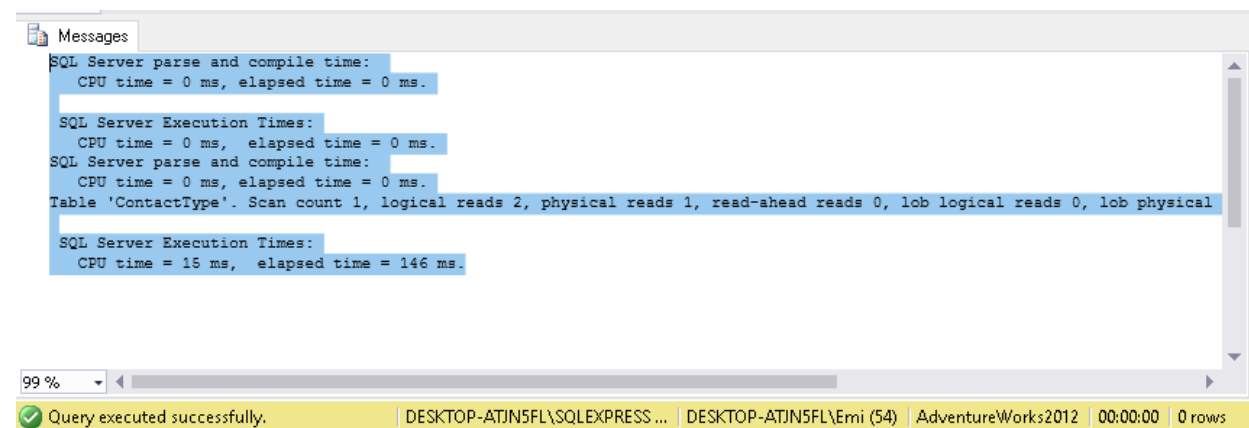 Messages
SQL Server parse and compile time:
CPU time = 0 ms, elapsed time = 0 ms.
SQL Server Execution Times:
CPU time = 0 ms,  elapsed time = 0 ms.
SQL Server parse and compile time:
CPU time = 0 ms, elapsed time = 0 ms.
Table 'ContactType'. Scan count 1, logical reads 2, physical reads 1, read-ahead reads 0, lob logical reads 0, lob physical
SQL Server Execution Times:
CPU time = 15 ms,  elapsed time = 146 ms.
99 %
Query executed successfully. DESKTOP-ATJN5FL\SQLEXPRESS ... DESKTOP-ATJN5FL\Emi (54) AdventureWorks2012 00:00:00 0 rows